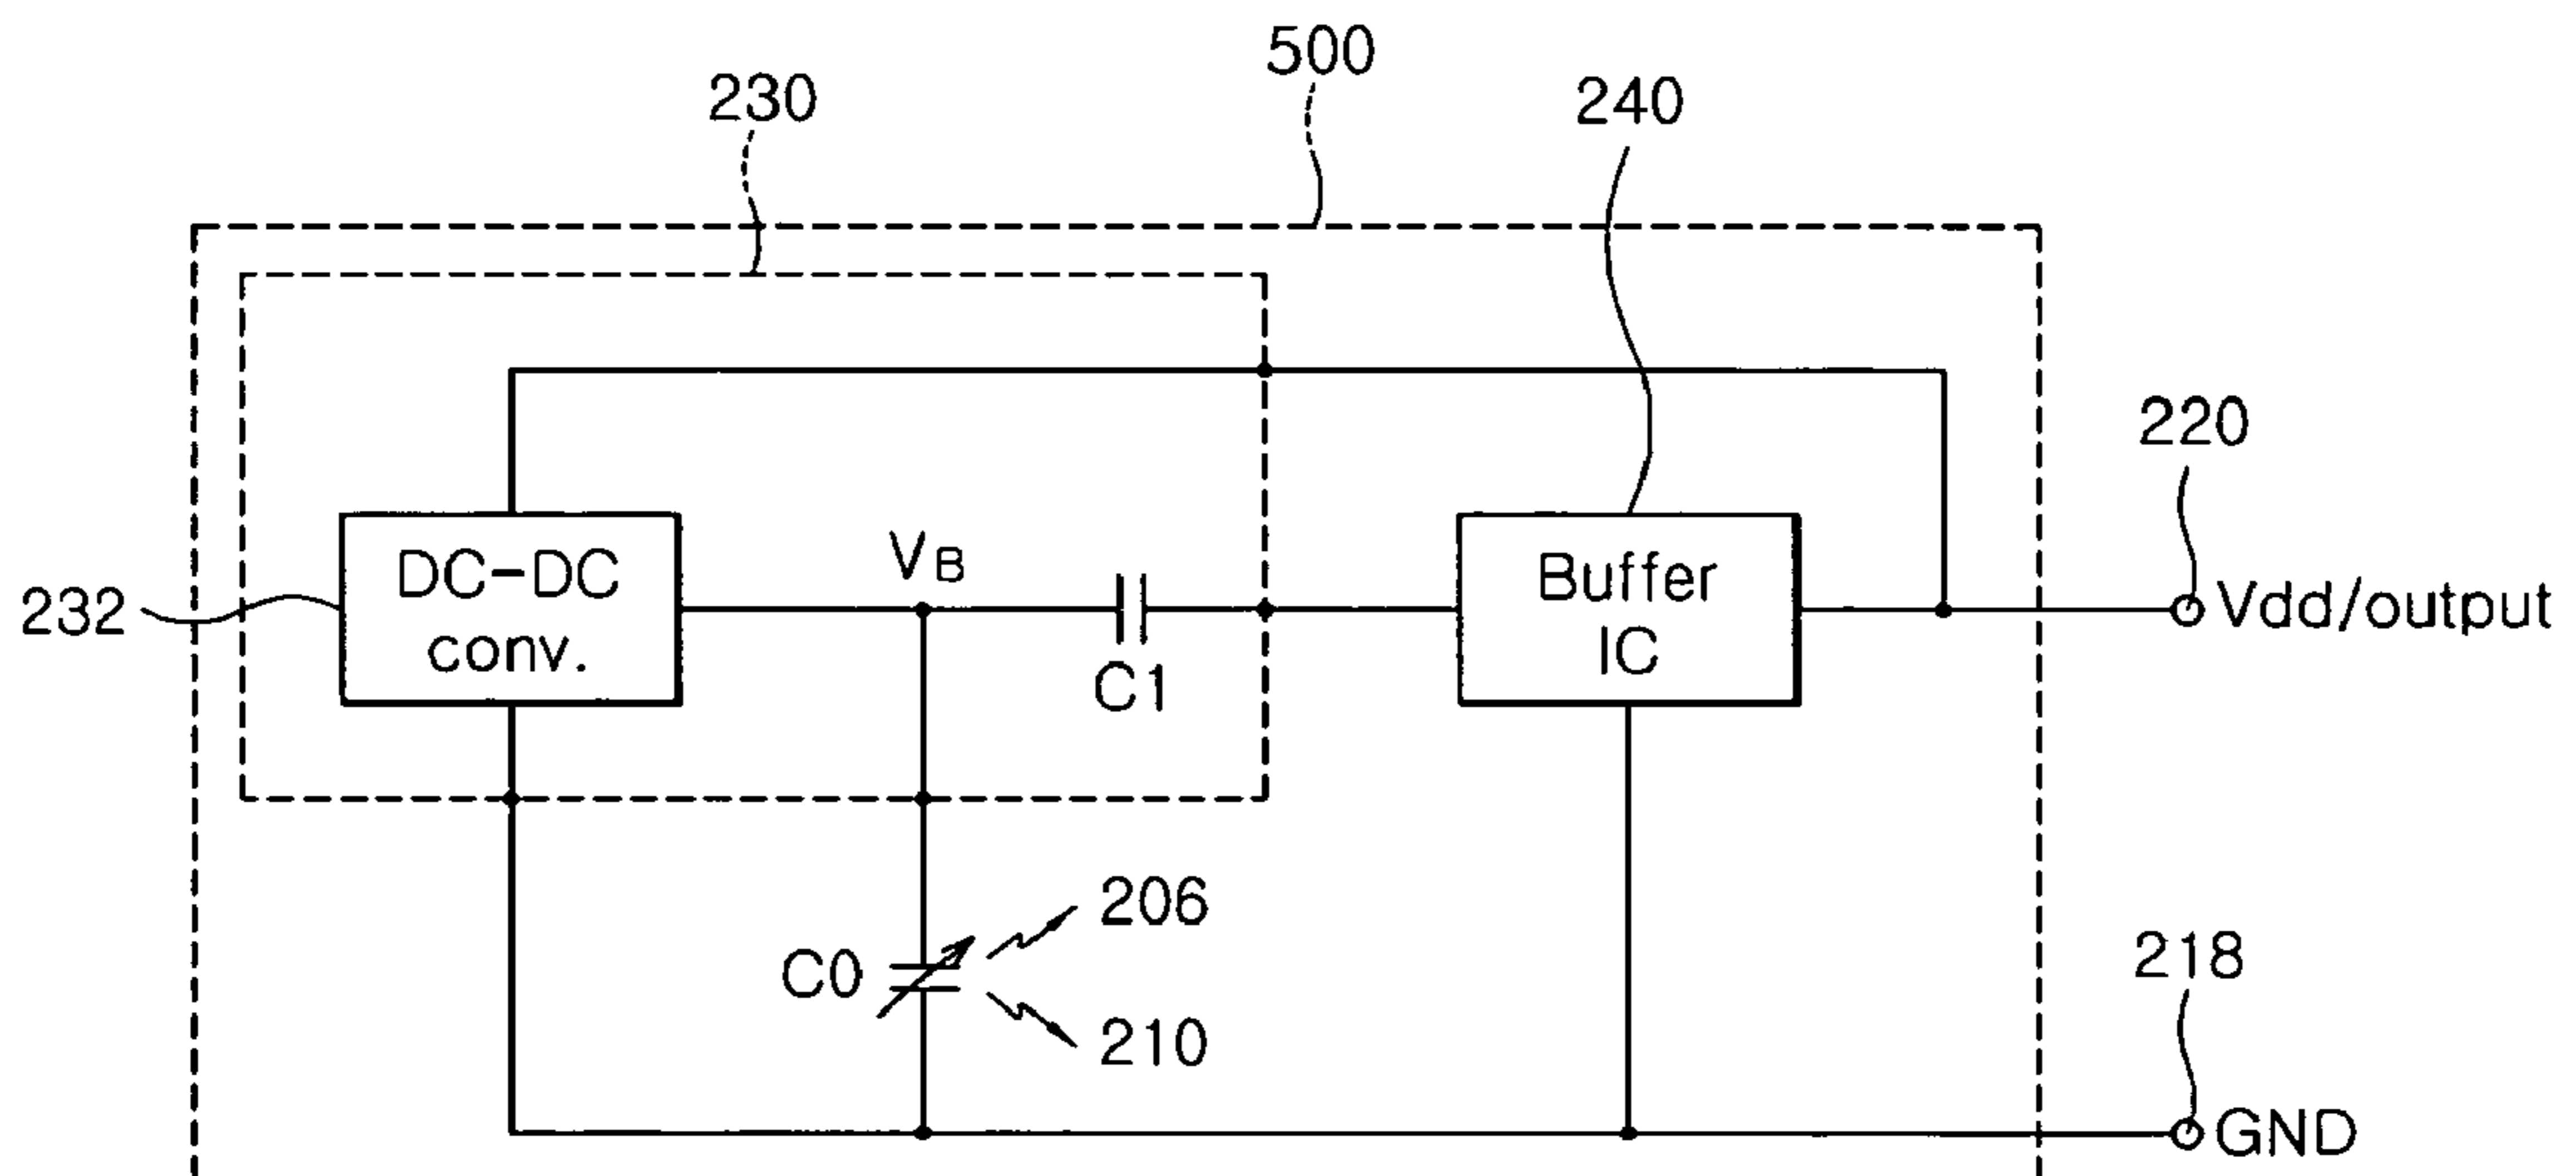 500
230
240
220
DC-DC
conv.
VB
Buffer
IC
232
Vdd/output
C1
206
C0
218
210
GND